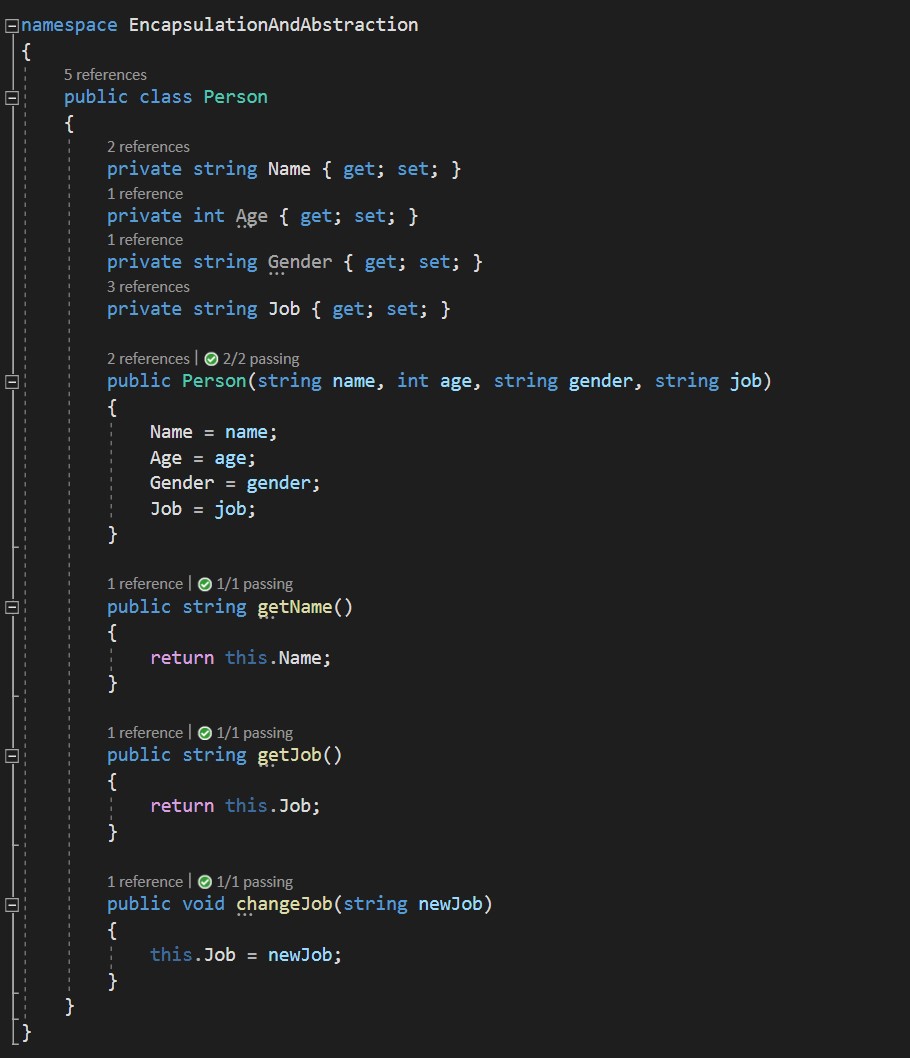 namespace EncapsulationAndAbstraction
{
5 references
public class Person
{
2 references
private string Name { get; set; }
1 reference
private int Age { get; set; }
1 reference
private string Gender { get; set; }
3 references
private string Job { get; set; }
2 references | 2/2 passing
public Person(string name, int age, string gender, string job)
{
Name = name;
Age = age;
Gender = gender;
Job = job;
}
1 reference | 1/1 passing
public string getName()
{
return this.Name;
}
1 reference | 1/1 passing
public string getJob()
{
return this.Job;
}
1 reference | 1/1 passing
public void changeJob(string newJob)
{
this.Job = newJob;
}
}
}